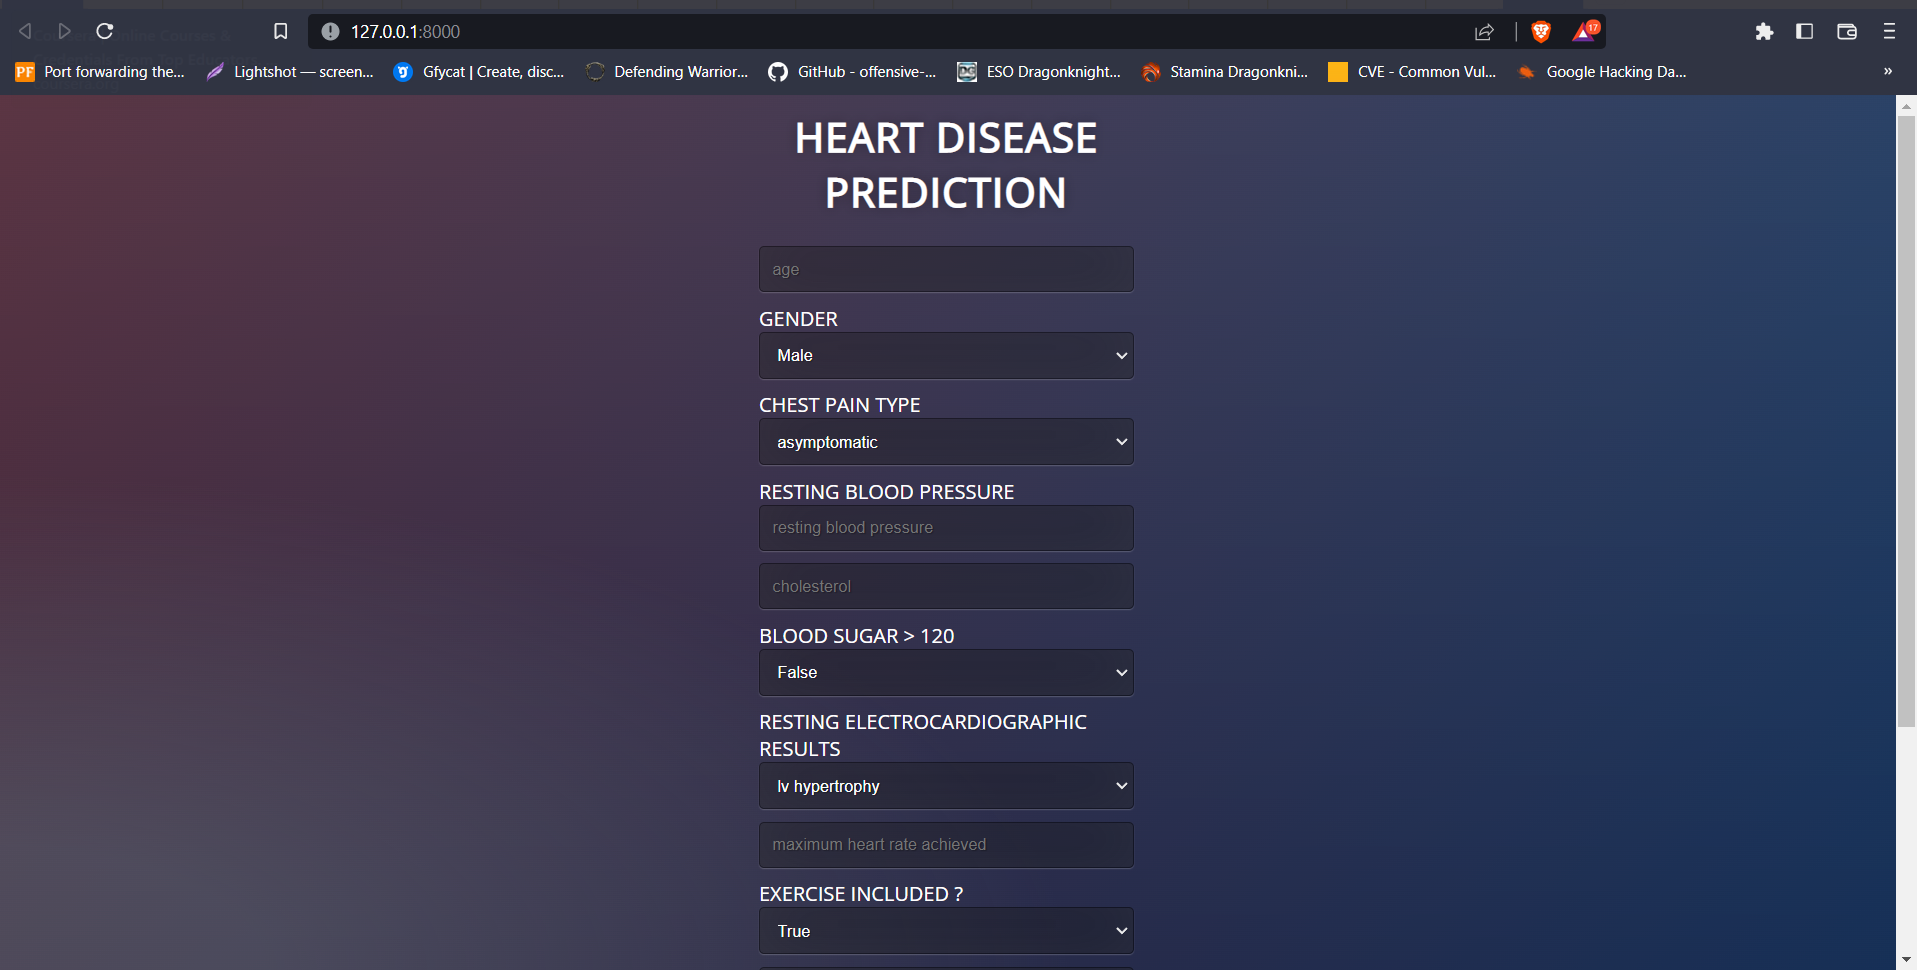 127.0.0.1:8000
17
PF Port forwarding the...
Lightshot — screen...
Gfycat | Create, disc...
Defending Warrior...
GitHub - offensive-...
ESO Dragonknight...
Stamina Dragonkni...
CVE - Common Vul...
Google Hacking Da...
»
HEART DISEASE
PREDICTION
age
GENDER
Male
CHEST PAIN TYPE
asymptomatic
RESTING BLOOD PRESSURE
resting blood pressure
cholesterol
BLOOD SUGAR > 120
False
RESTING ELECTROCARDIOGRAPHIC
RESULTS
lv hypertrophy
maximum heart rate achieved
EXERCISE INCLUDED ?
True